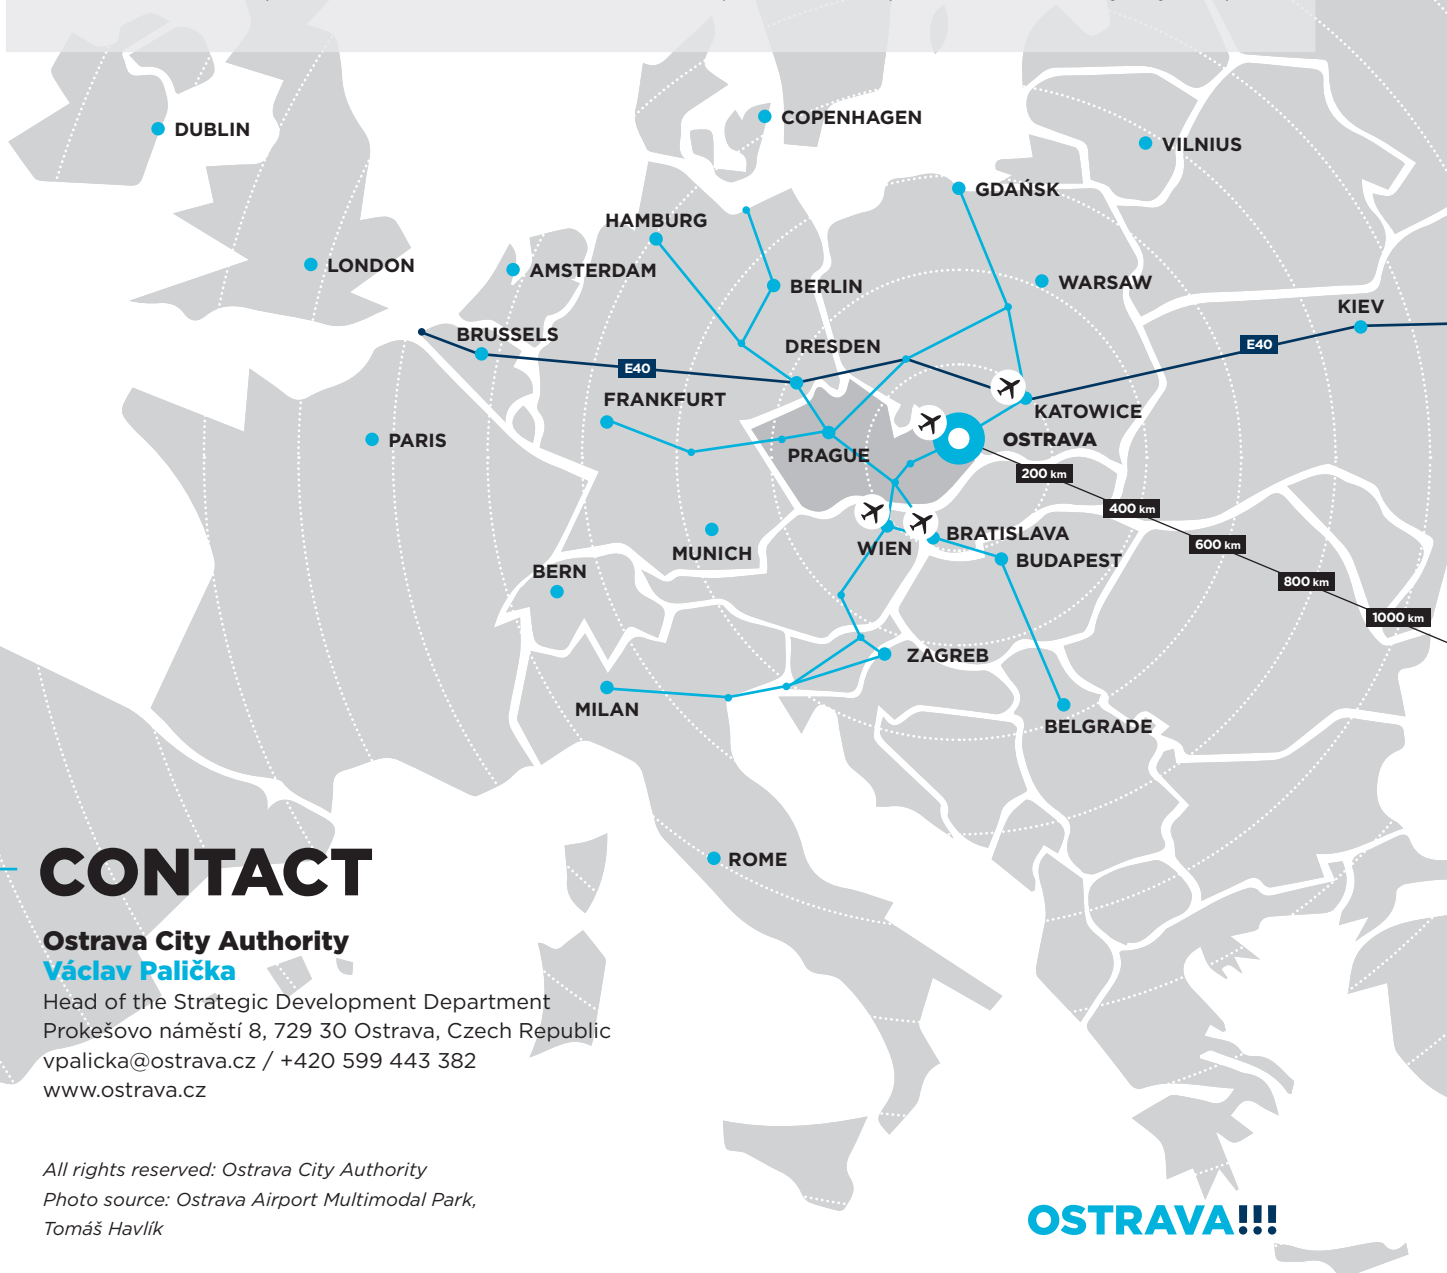 DUBLIN
COPENHAGEN
VILNIUS
GDAŃSK
HAMBURG
LONDON
AMSTERDAM
BERLIN
WARSAW
KIEV
BRUSSELS
DRESDEN
E40
E40
FRANKFURT
KATOWICE
PARIS
PRAGUE
OSTRAVA
200 km
400 km
600 km
800 km
1000 km
MUNICH
WIEN
BRATISLAVA
BUDAPEST
BERN
ZAGREB
MILAN
BELGRADE
ROME
CONTACT
Ostrava City Authority
Václav Palička
Head of the Strategic Development Department
Prokešovo náměstí 8, 729 30 Ostrava, Czech Republic
vpalicka@ostrava.cz / +420 599 443 382
www.ostrava.cz
All rights reserved: Ostrava City Authority
Photo source: Ostrava Airport Multimodal Park,
Tomáš Havlík
OSTRAVA!!!